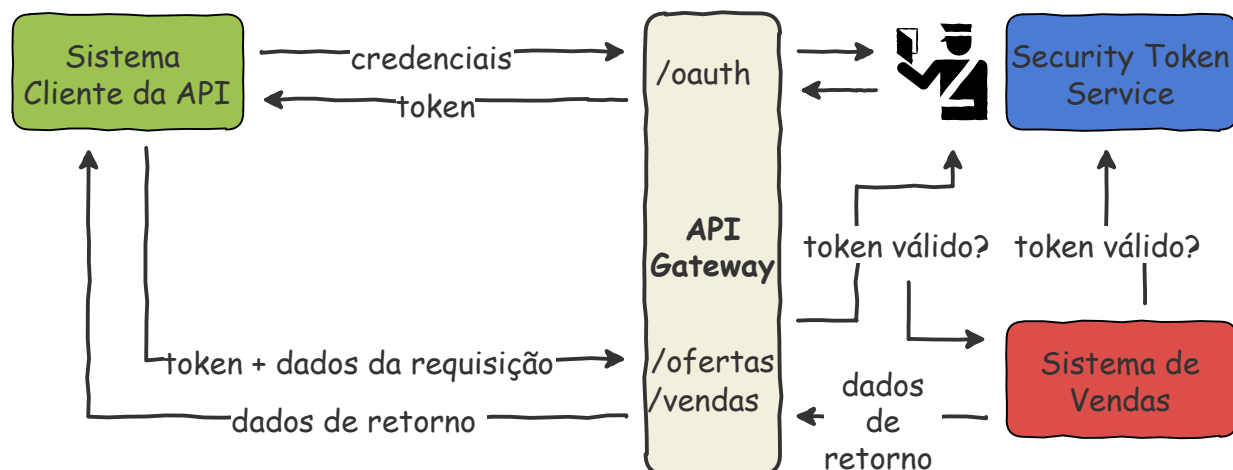 Sistema
Cliente da API
credenciais
token
/oauth
Security Token
Service
API
Gateway
token válido?
token válido?
token + dados da requisição
dados de retorno
/ofertas
/vendas
dados
de
retorno
Sistema de
Vendas